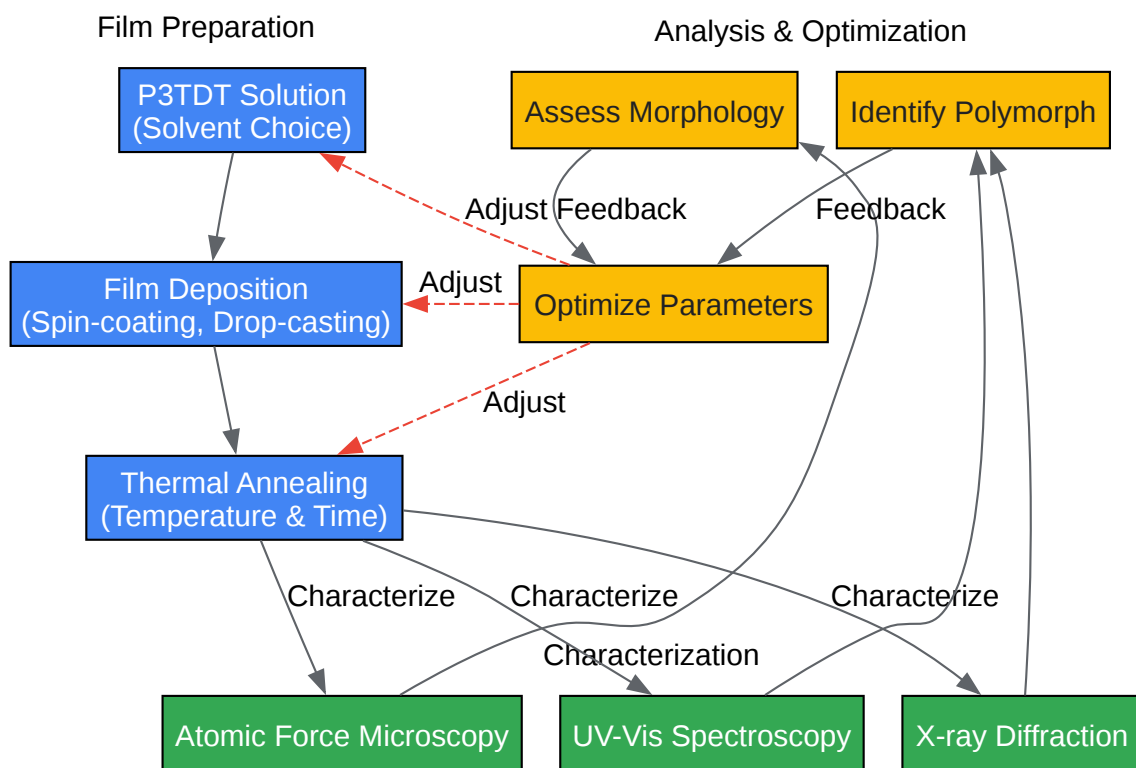 Film Preparation
Analysis & Optimization
P3TDT Solution
(Solvent Choice)
Assess Morphology
Identify Polymorph
Adjust
Feedback
Feedback
Film Deposition
(Spin-coating, Drop-casting)
Adjust
Optimize Parameters
Adjust
Thermal Annealing
(Temperature & Time)
Characterize
Characterize
Characterize
Characterization
Atomic Force Microscopy
UV-Vis Spectroscopy
X-ray Diffraction